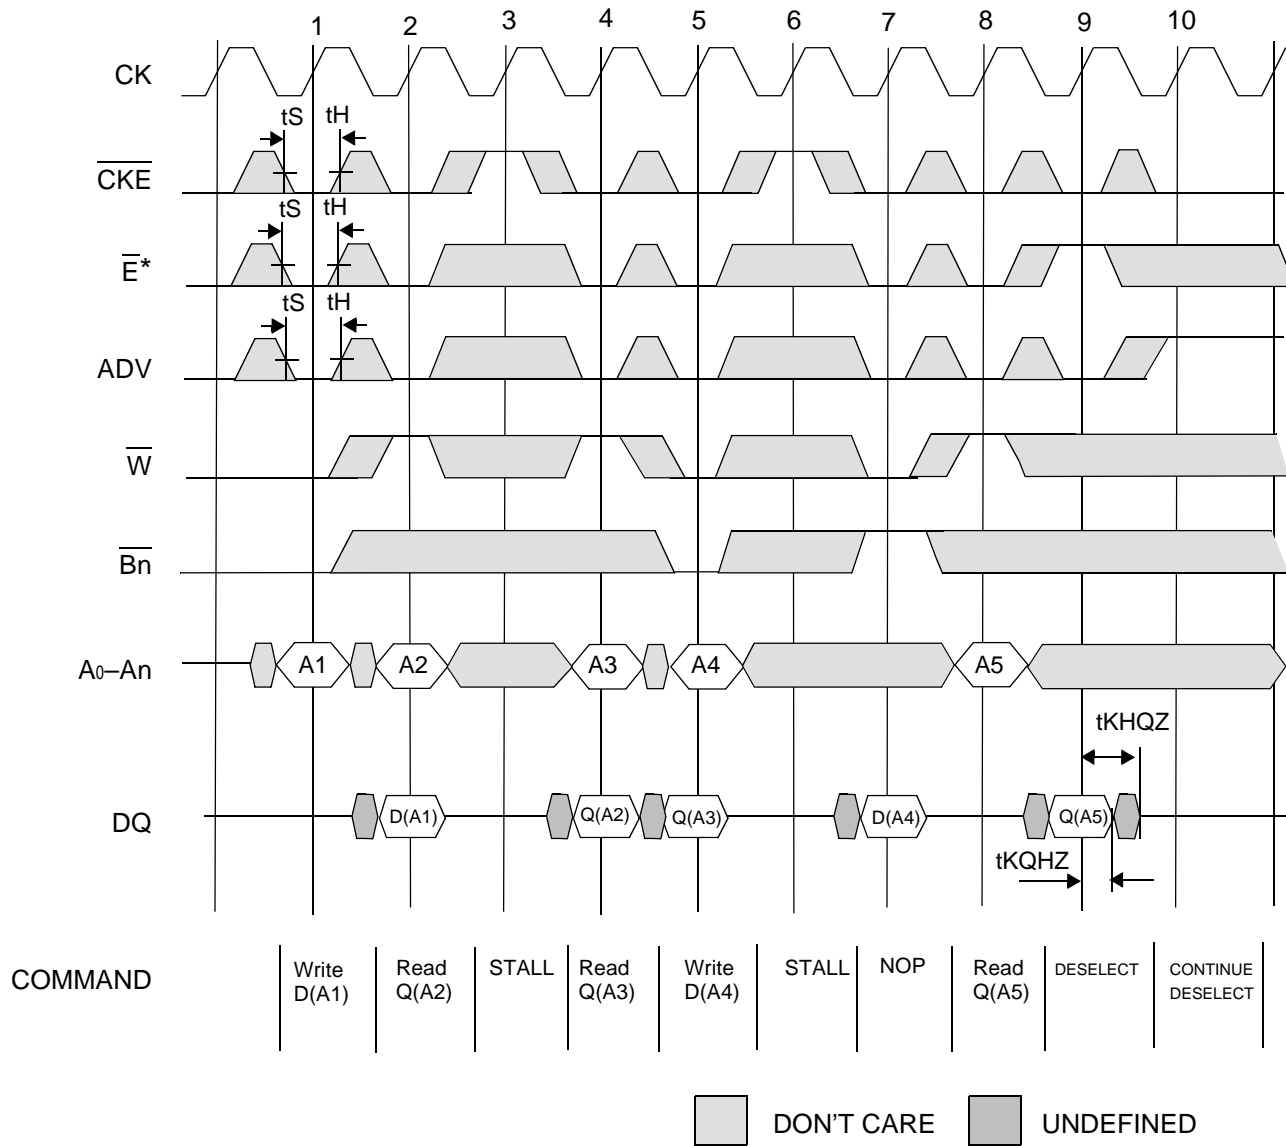 1 2 3 4 5 6 7 8 9 10
CK
tS tH
CKE
tS tH
E*
tS tH
ADV
W
Bn
A0–An A1 A2 A3 A4 A5
tKHQZ
DQ D(A1) Q(A2) Q(A3) D(A4) Q(A5)
tKQHZ
COMMAND
Write
D(A1)
Read
Q(A2)
STALL
Read
Q(A3)
Write
D(A4)
STALL
NOP
Read
Q(A5)
DESELECT
CONTINUE
DESELECT
DON'T CARE
UNDEFINED